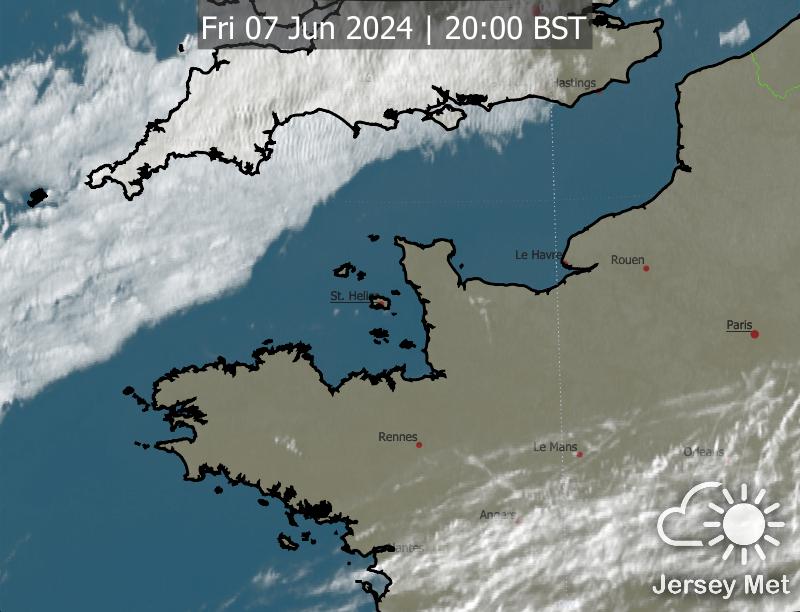 Fri 07 Jun 2024 | 20:00 BST
Hastings
Le Havre
Rouen
St. Helier
Paris
Rennes
Le Mans
Orleans
Angers
Nantes
Jersey Met